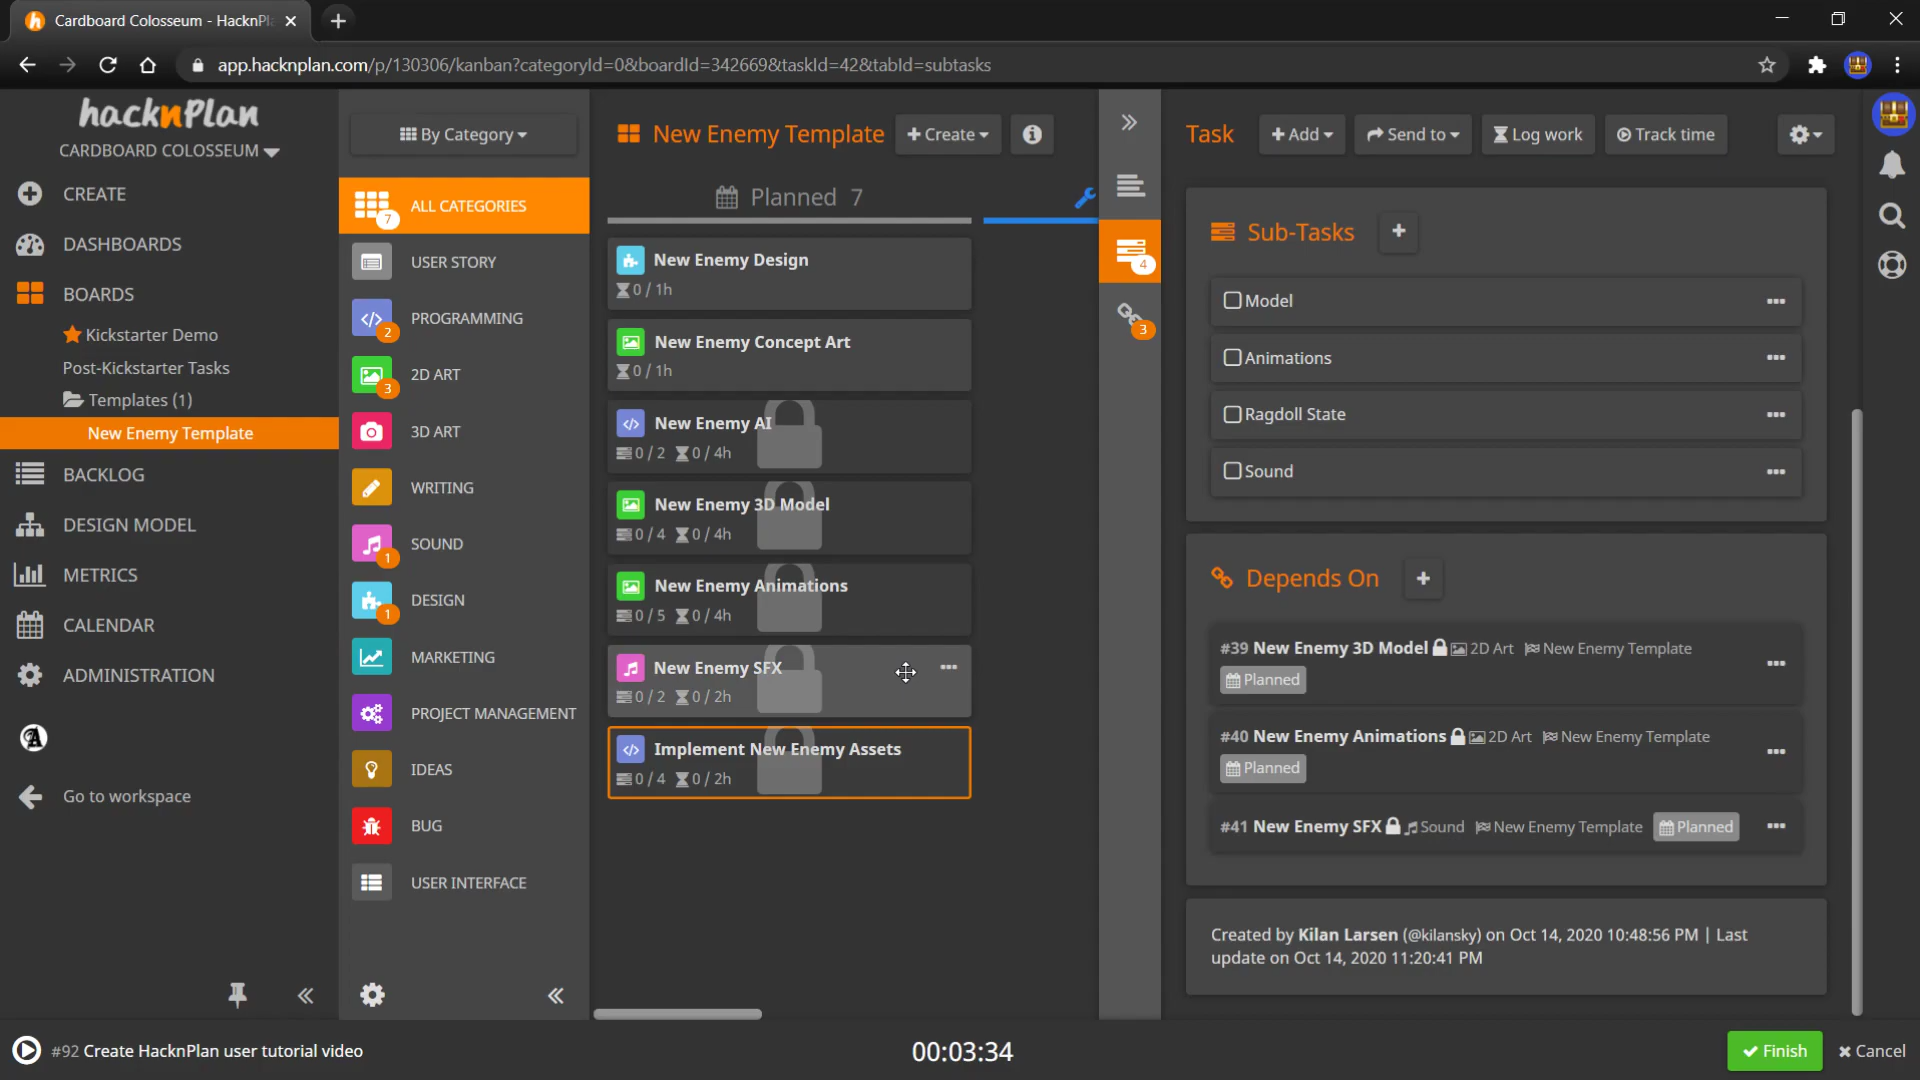 Cardboard Colosseum - HacknPl
app.hacknplan.com/p/130306/kanban?categoryId=0&boardId=342669&taskId=42&tabId=subtasks
hacknPlan
CARDBOARD COLOSSEUM
CREATE
DASHBOARDS
BOARDS
Kickstarter Demo
Post-Kickstarter Tasks
Templates (1)
New Enemy Template
BACKLOG
DESIGN MODEL
METRICS
CALENDAR
ADMINISTRATION
Go to workspace
By Category
7
ALL CATEGORIES
USER STORY
2
PROGRAMMING
3
2D ART
3D ART
WRITING
1
SOUND
1
DESIGN
MARKETING
PROJECT MANAGEMENT
IDEAS
BUG
USER INTERFACE
New Enemy Template
+ Create
Planned 7
New Enemy Design
0 / 1h
New Enemy Concept Art
0 / 1h
New Enemy AI
0 / 2 0 / 4h
New Enemy 3D Model
0 / 4 0 / 4h
New Enemy Animations
0 / 5 0 / 4h
New Enemy SFX
0 / 2 0 / 2h
Implement New Enemy Assets
0 / 4 0 / 2h
4
3
Task
+ Add
Send to
Log work
Track time
Sub-Tasks
Model
Animations
Ragdoll State
Sound
Depends On
#39 New Enemy 3D Model 2D Art New Enemy Template
Planned
#40 New Enemy Animations 2D Art New Enemy Template
Planned
#41 New Enemy SFX Sound New Enemy Template Planned
Created by Kilan Larsen (@kilansky) on Oct 14, 2020 10:48:56 PM | Last
update on Oct 14, 2020 11:20:41 PM
#92 Create HacknPlan user tutorial video
00:03:34
Finish
Cancel